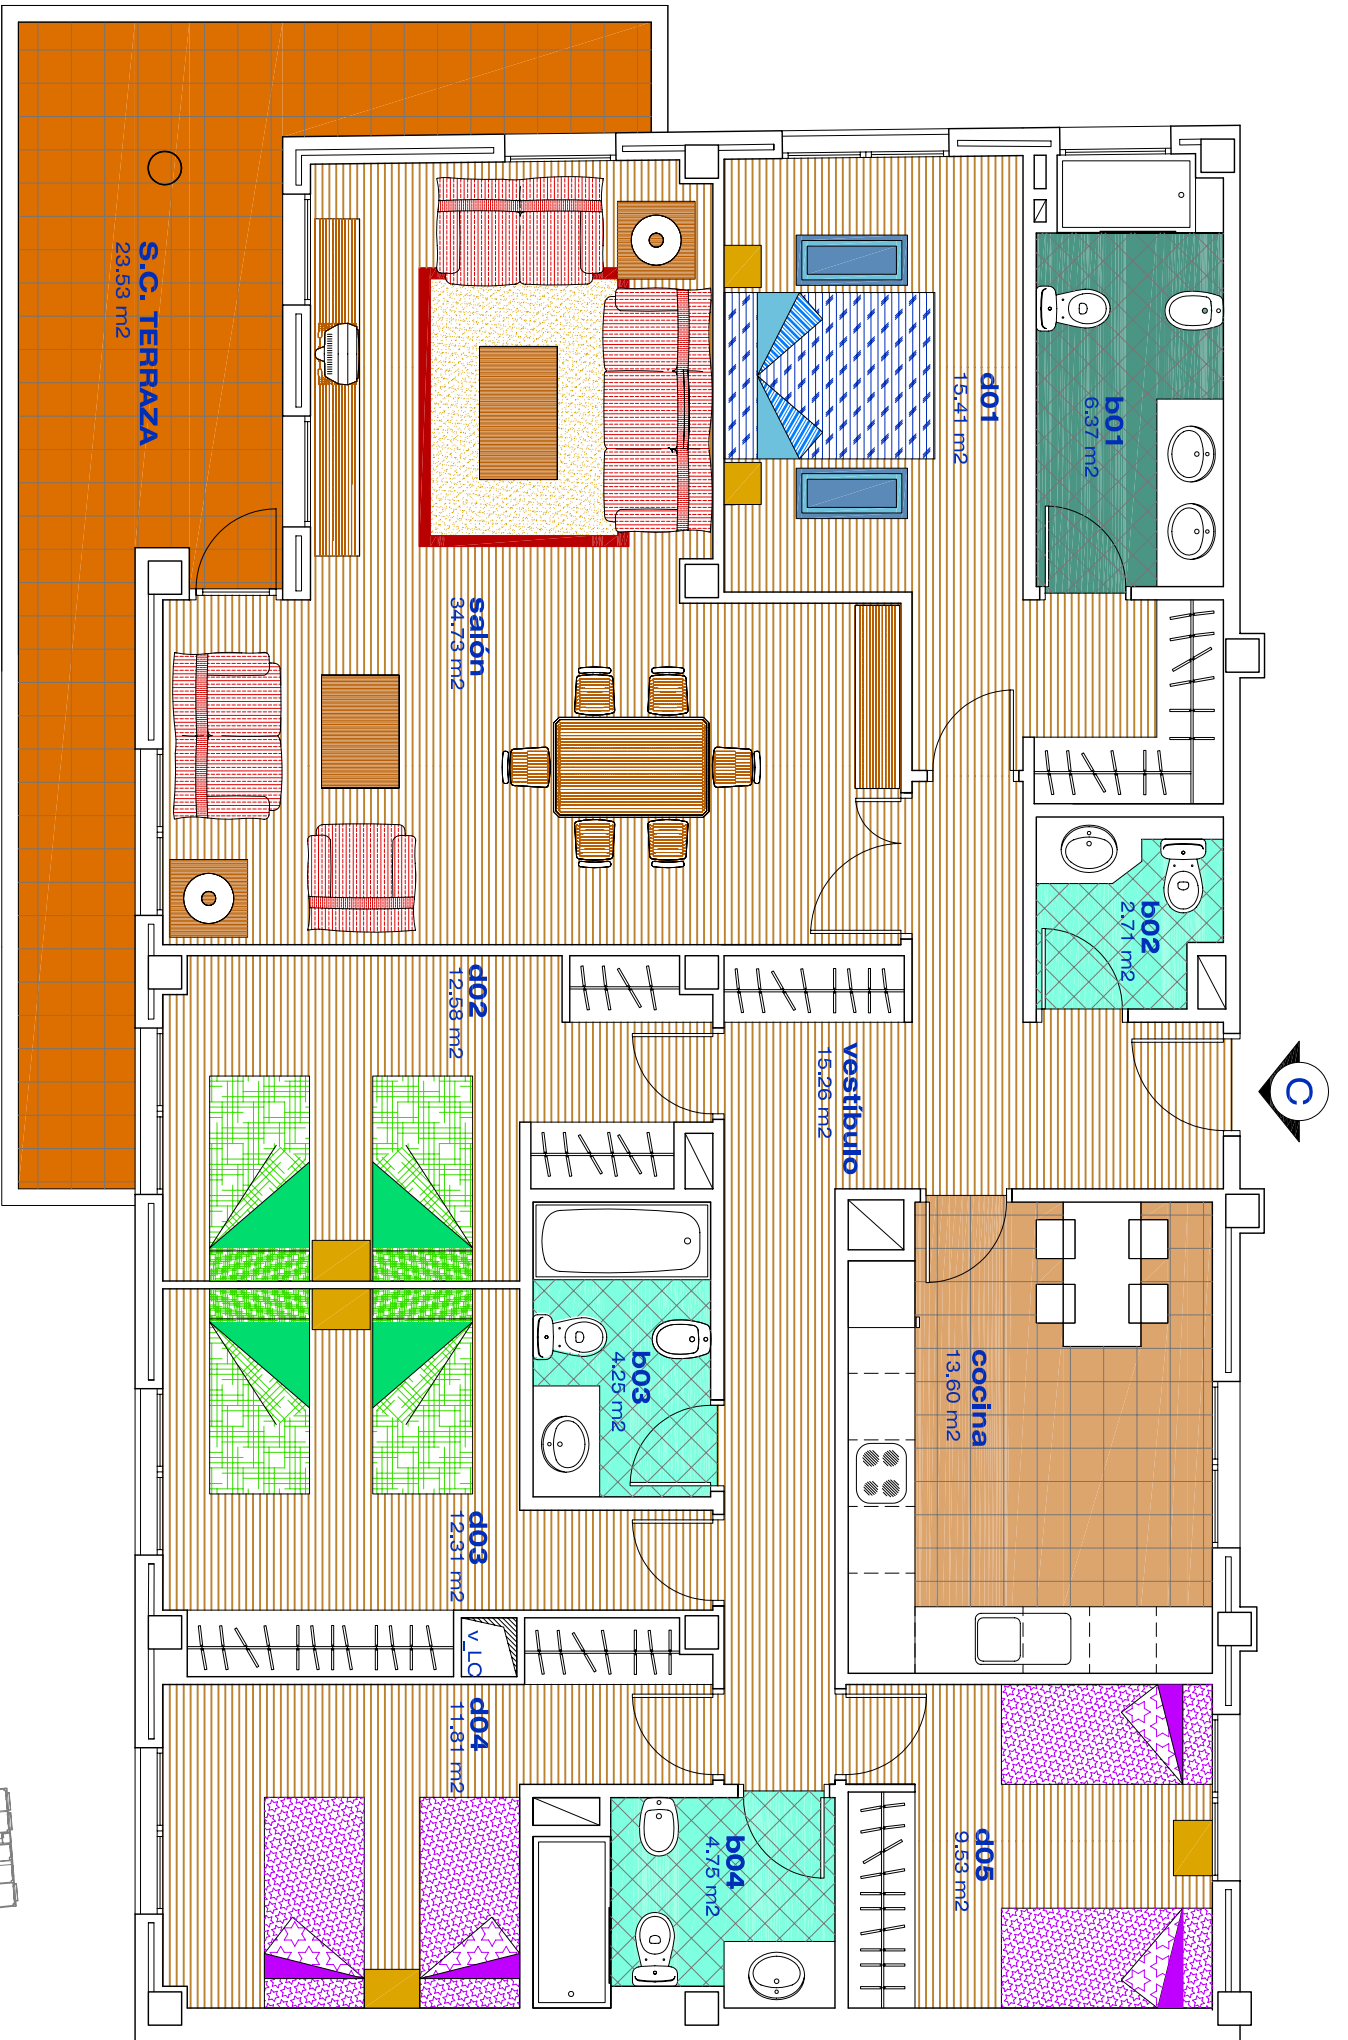 S.C. TERRAZA
23.53 m2
salón
34.73 m2
d01
15.41 m2
b01
6.37 m2
b02
2.71 m2
d02
12.58 m2
vestíbulo
15.26 m2
C
b03
4.25 m2
cocina
13.60 m2
d03
12.31 m2
v_LC
d04
11.81 m2
b04
4.75 m2
d05
9.53 m2